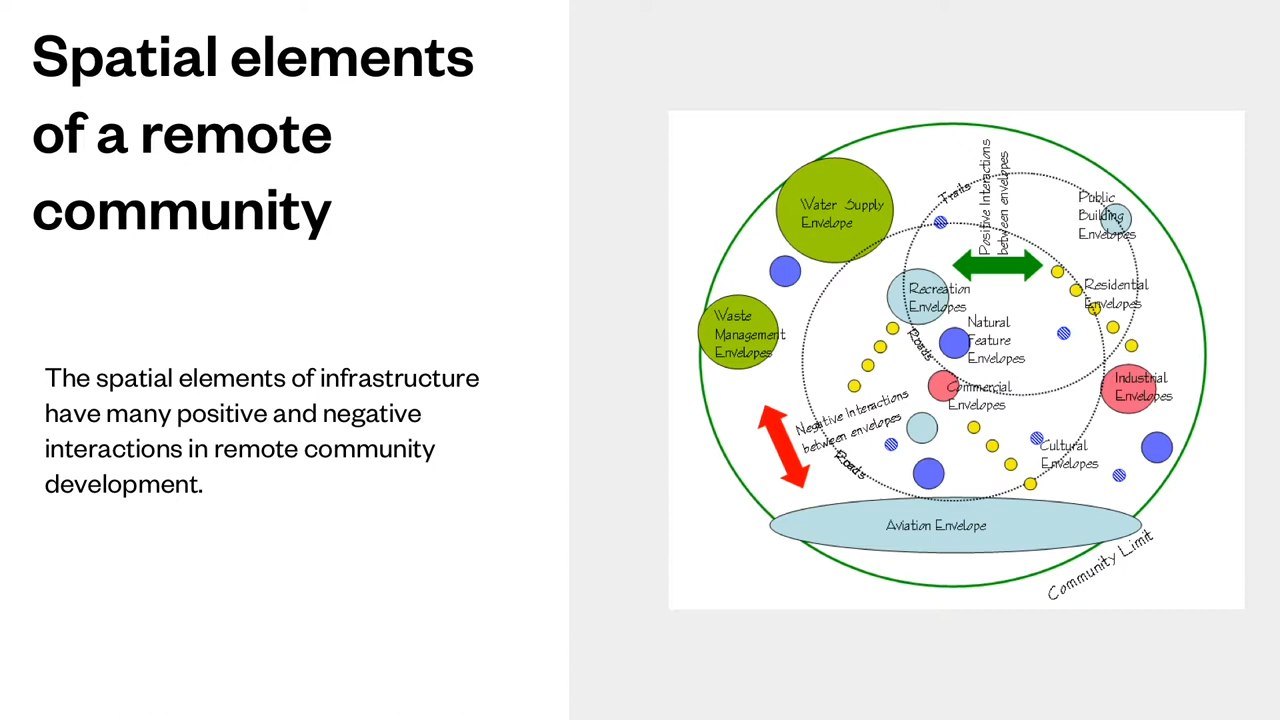 Spatial elements
of a remote
community
The spatial elements of infrastructure
have many positive and negative
interactions in remote community
development.
Water Supply
Envelope
Trails
Positive Interactions
between envelopes
Public
Building
Envelopes
Recreation
Envelopes
Residential
Envelopes
Waste
Management
Envelopes
Roads
Natural
Feature
Envelopes
Commercial
Envelopes
Industrial
Envelopes
Negative Interactions
between envelopes
Roads
Cultural
Envelopes
Aviation Envelope
Community Limit